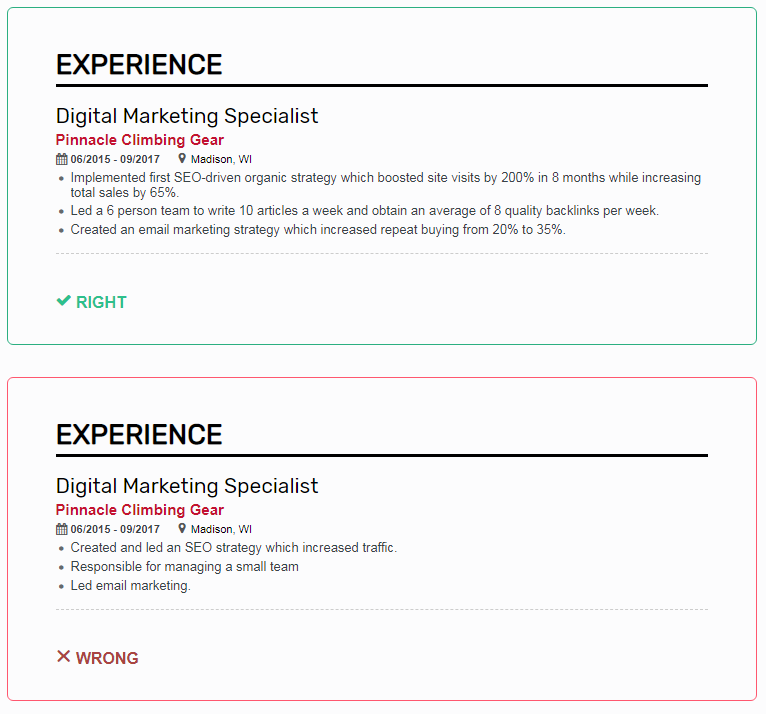 EXPERIENCE
Digital Marketing Specialist
Pinnacle Climbing Gear
06/2015 - 09/2017 Madison, WI
• Implemented first SEO-driven organic strategy which boosted site visits by 200% in 8 months while increasing
total sales by 65%.
• Led a 6 person team to write 10 articles a week and obtain an average of 8 quality backlinks per week.
• Created an email marketing strategy which increased repeat buying from 20% to 35%.
RIGHT
EXPERIENCE
Digital Marketing Specialist
Pinnacle Climbing Gear
06/2015 - 09/2017 Madison, WI
• Created and led an SEO strategy which increased traffic.
• Responsible for managing a small team
• Led email marketing.
WRONG